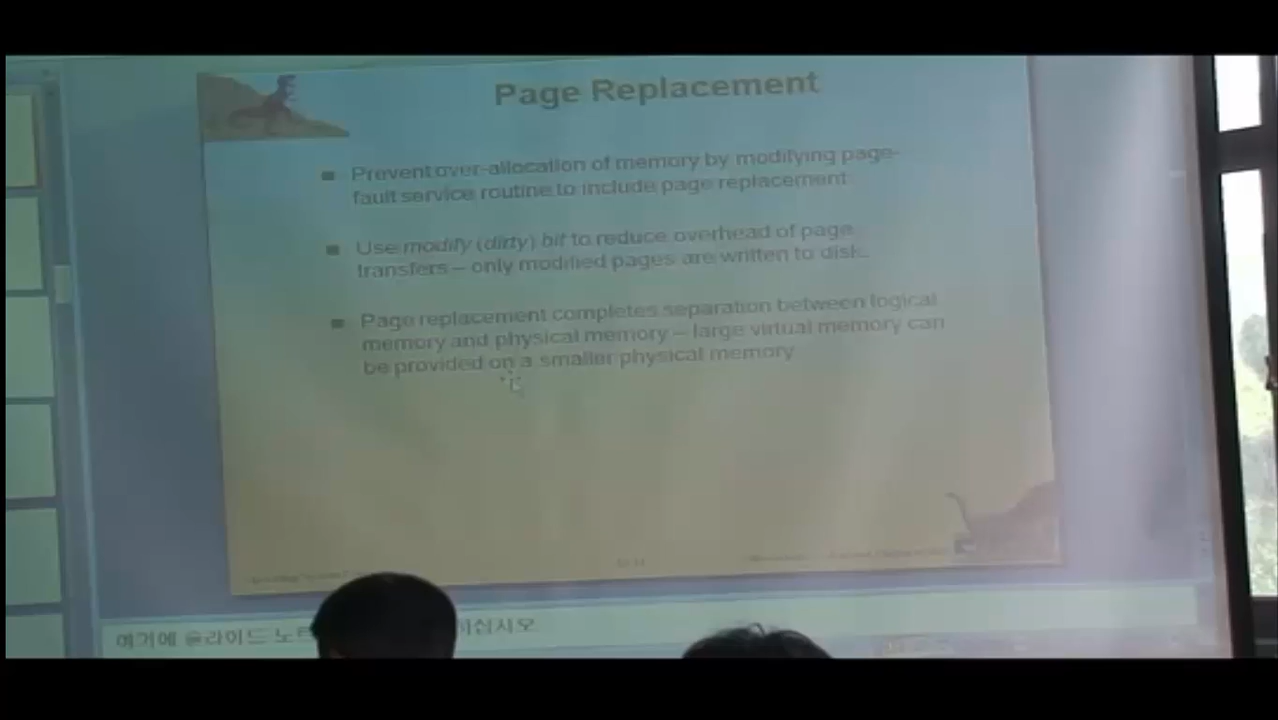 Page Replacement
Prevent over-allocation of memory by modifying page-
fault service routine to include page replacement
Use modify (dirty) bit to reduce overhead of page
transfers – only modified pages are written to disk
Page replacement completes separation between logical
memory and physical memory – large virtual memory can
be provided on a smaller physical memory
여기에 슬라이드 노트 하십시오